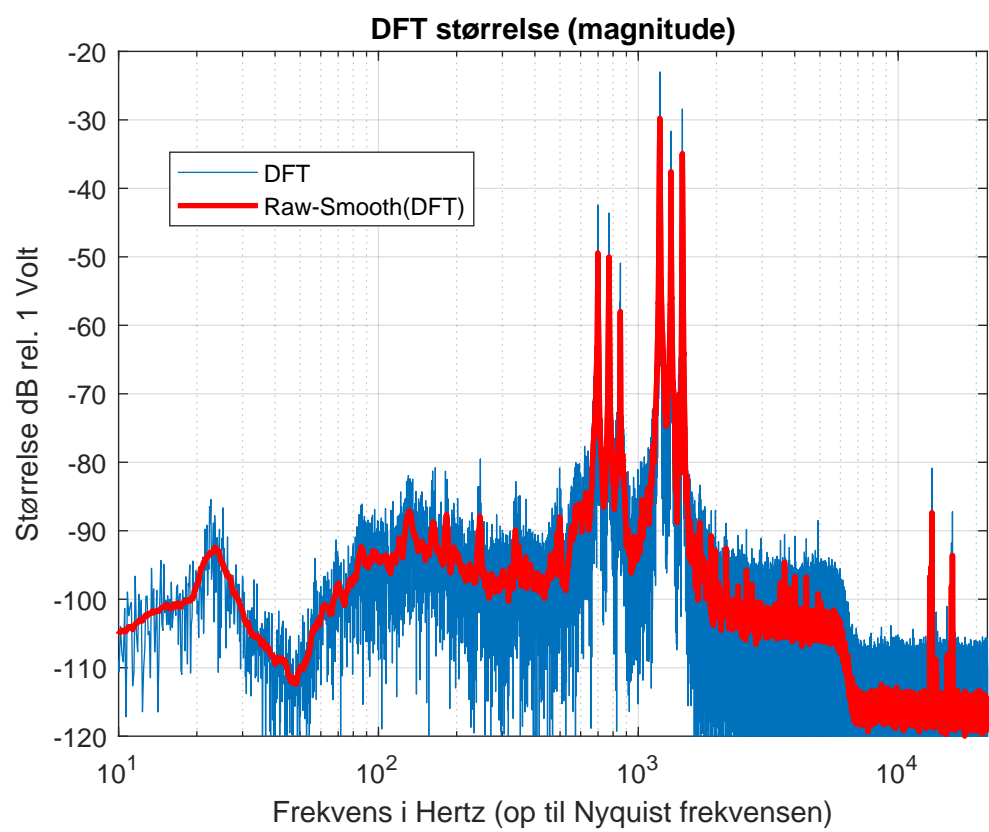 DFT størrelse (magnitude)
Størrelse dB rel. 1 Volt
-20
-30
-40
-50
-60
-70
-80
-90
-100
-110
-120
DFT
Raw-Smooth(DFT)
10^1 10^2 10^3 10^4
Frekvens i Hertz (op til Nyquist frekvensen)